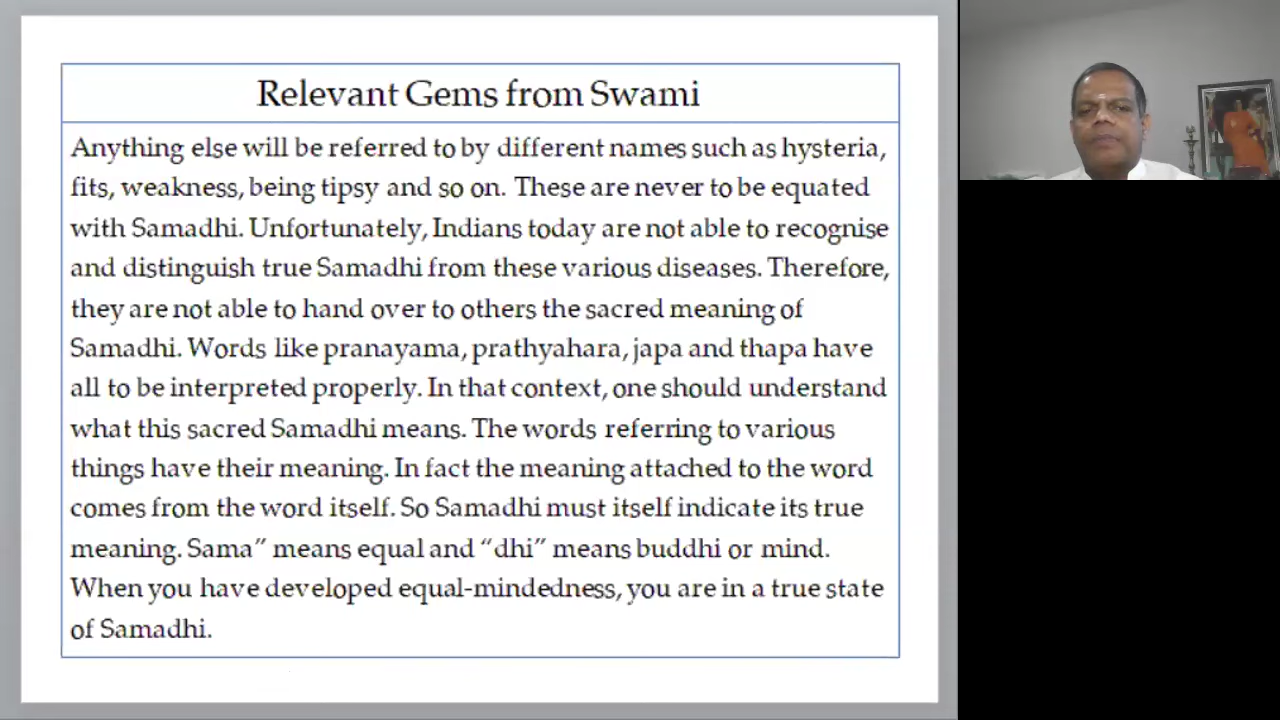 Relevant Gems from Swami
Anything else will be referred to by different names such as hysteria,
fits, weakness, being tipsy and so on. These are never to be equated
with Samadhi. Unfortunately, Indians today are not able to recognise
and distinguish true Samadhi from these various diseases. Therefore,
they are not able to hand over to others the sacred meaning of
Samadhi. Words like pranayama, prathyahara, japa and thapa have
all to be interpreted properly. In that context, one should understand
what this sacred Samadhi means. The words referring to various
things have their meaning. In fact the meaning attached to the word
comes from the word itself. So Samadhi must itself indicate its true
meaning. Sama” means equal and “dhi” means buddhi or mind.
When you have developed equal-mindedness, you are in a true state
of Samadhi.